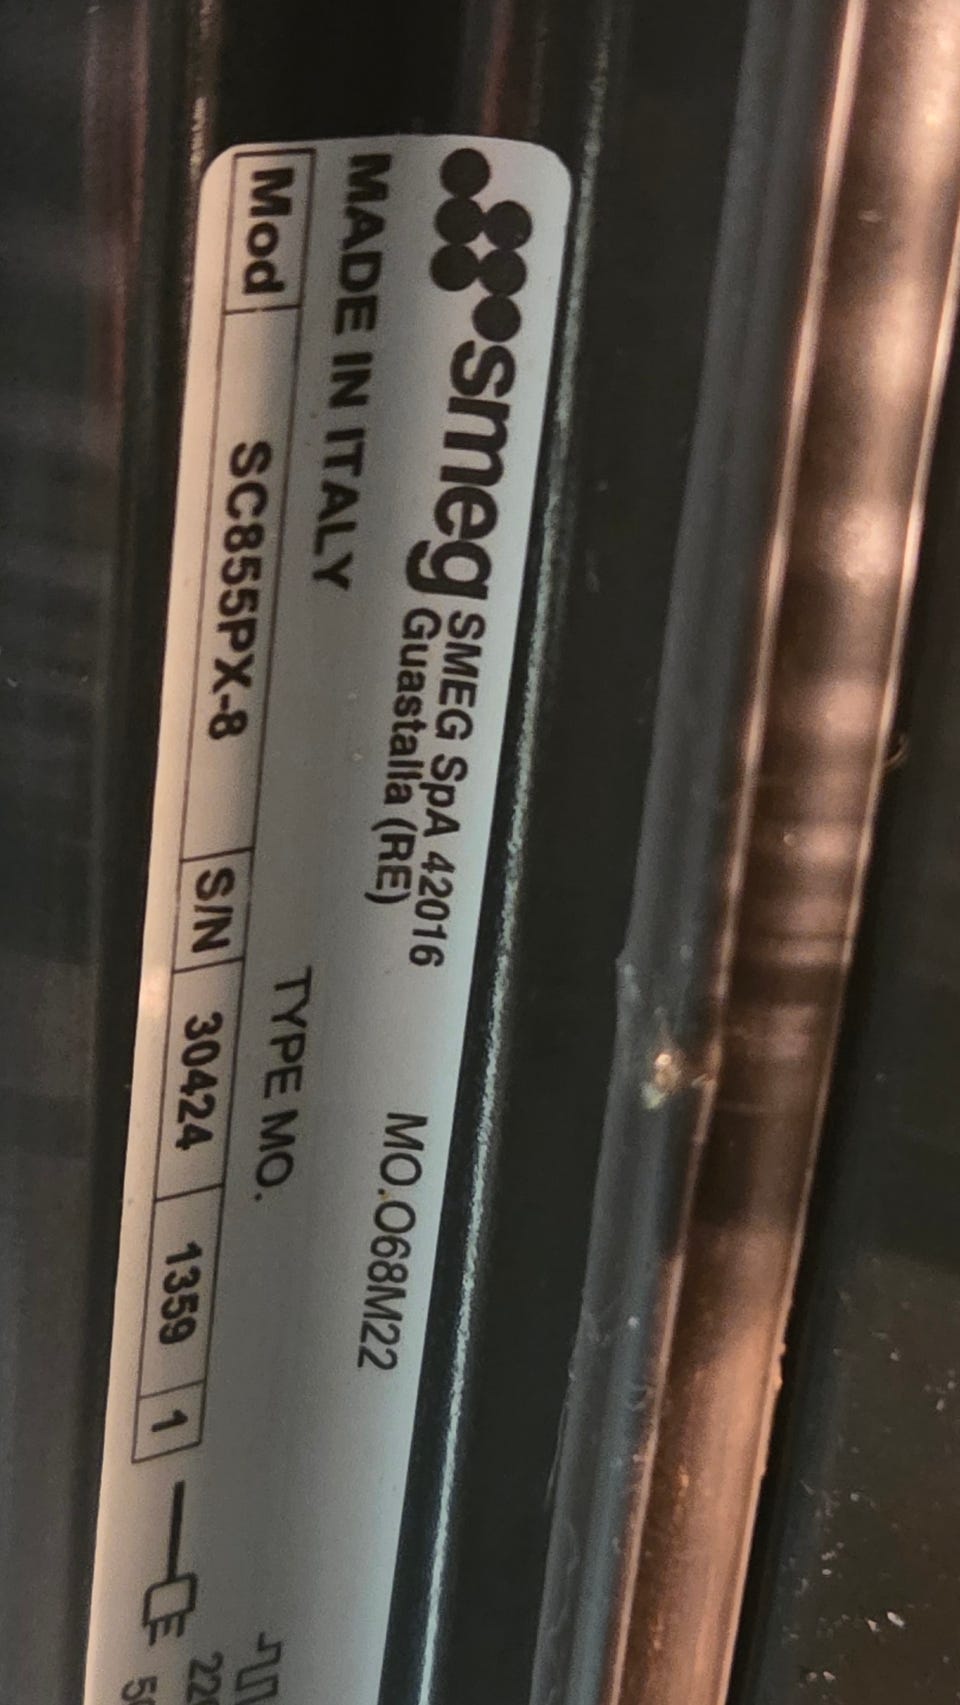 smeg SMEG SpA 42016
Guastalla (RE)
MO.O68M22
MADE IN ITALY
TYPE MO.
Mod SC855PX-8 S/N 30424 1359 1